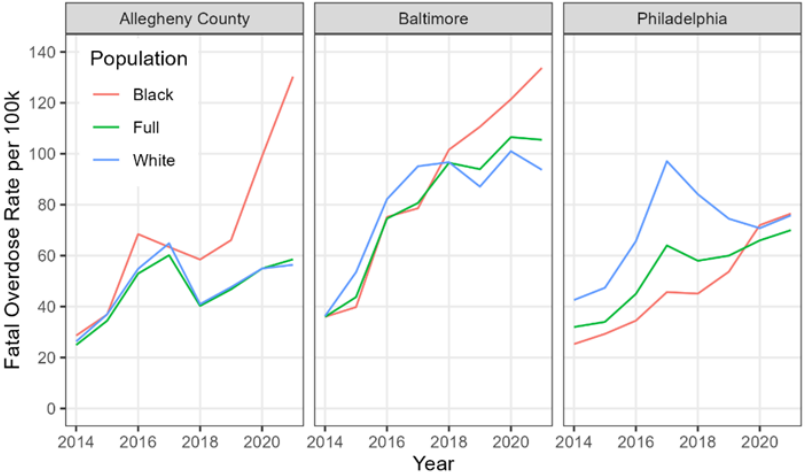 Allegheny County
Baltimore
Philadelphia
Fatal Overdose Rate per 100k
140
120
100
80
60
40
20
0
Population
Black
Full
White
2014 2016 2018 2020
2014 2016 2018 2020
2014 2016 2018 2020
Year